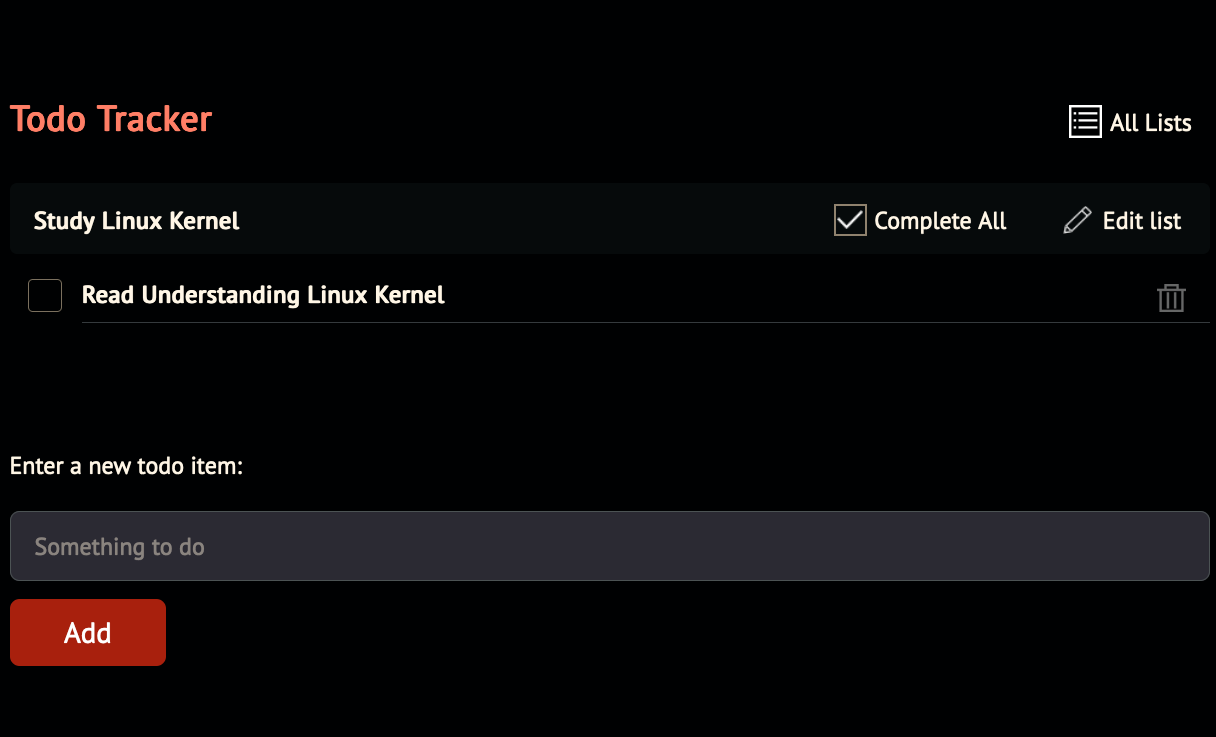 Todo Tracker
All Lists
Study Linux Kernel
Complete All
Edit list
Read Understanding Linux Kernel
Enter a new todo item:
Something to do
Add